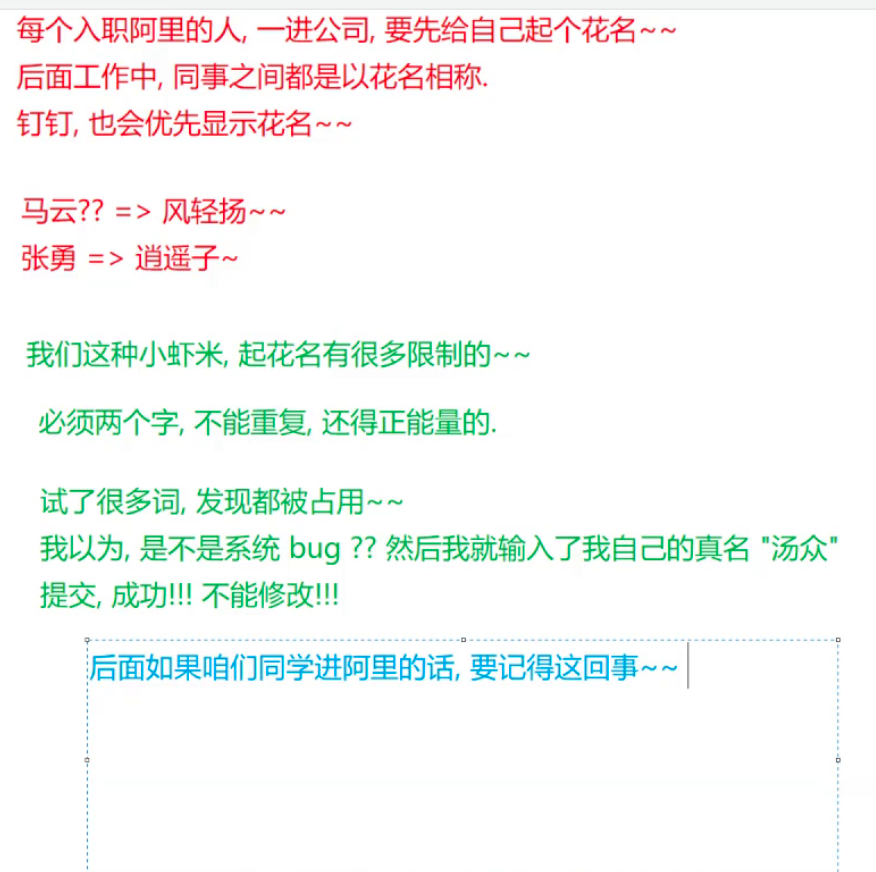 每个入职阿里的人, 一进公司, 要先给自己起个花名~~
后面工作中, 同事之间都是以花名相称.
钉钉, 也会优先显示花名~~
马云?? => 风轻扬~~
张勇 => 逍遥子~
我们这种小虾米, 起花名有很多限制的~~
必须两个字, 不能重复, 还得正能量的.
试了很多词, 发现都被占用~~
我以为, 是不是系统 bug ?? 然后我就输入了我自己的真名 "汤众"
提交, 成功!!! 不能修改!!!
后面如果咱们同学进阿里的话, 要记得这回事~~